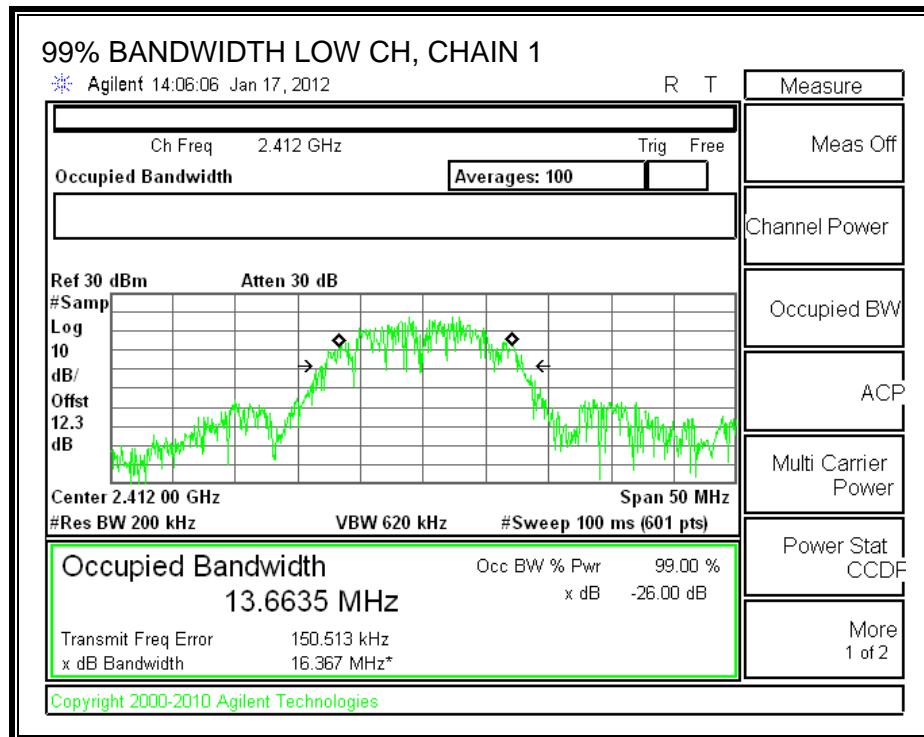 99% BANDWIDTH LOW CH, CHAIN 1
Agilent 14:06:06 Jan 17, 2012 R T
Measure
Ch Freq 2.412 GHz Trig Free
Meas Off
Occupied Bandwidth Averages: 100
Channel Power
Ref 30 dBm Atten 30 dB
#Samp
Log
10
dB/
Offst
12.3
dB
Occupied BW
ACP
Multi Carrier
Power
Center 2.412 00 GHz Span 50 MHz
#Res BW 200 kHz VBW 620 kHz #Sweep 100 ms (601 pts)
Power Stat
CCDF
Occupied Bandwidth Occ BW % Pwr 99.00 %
13.6635 MHz x dB -26.00 dB
Transmit Freq Error 150.513 kHz
x dB Bandwidth 16.367 MHz*
More
1 of 2
Copyright 2000-2010 Agilent Technologies